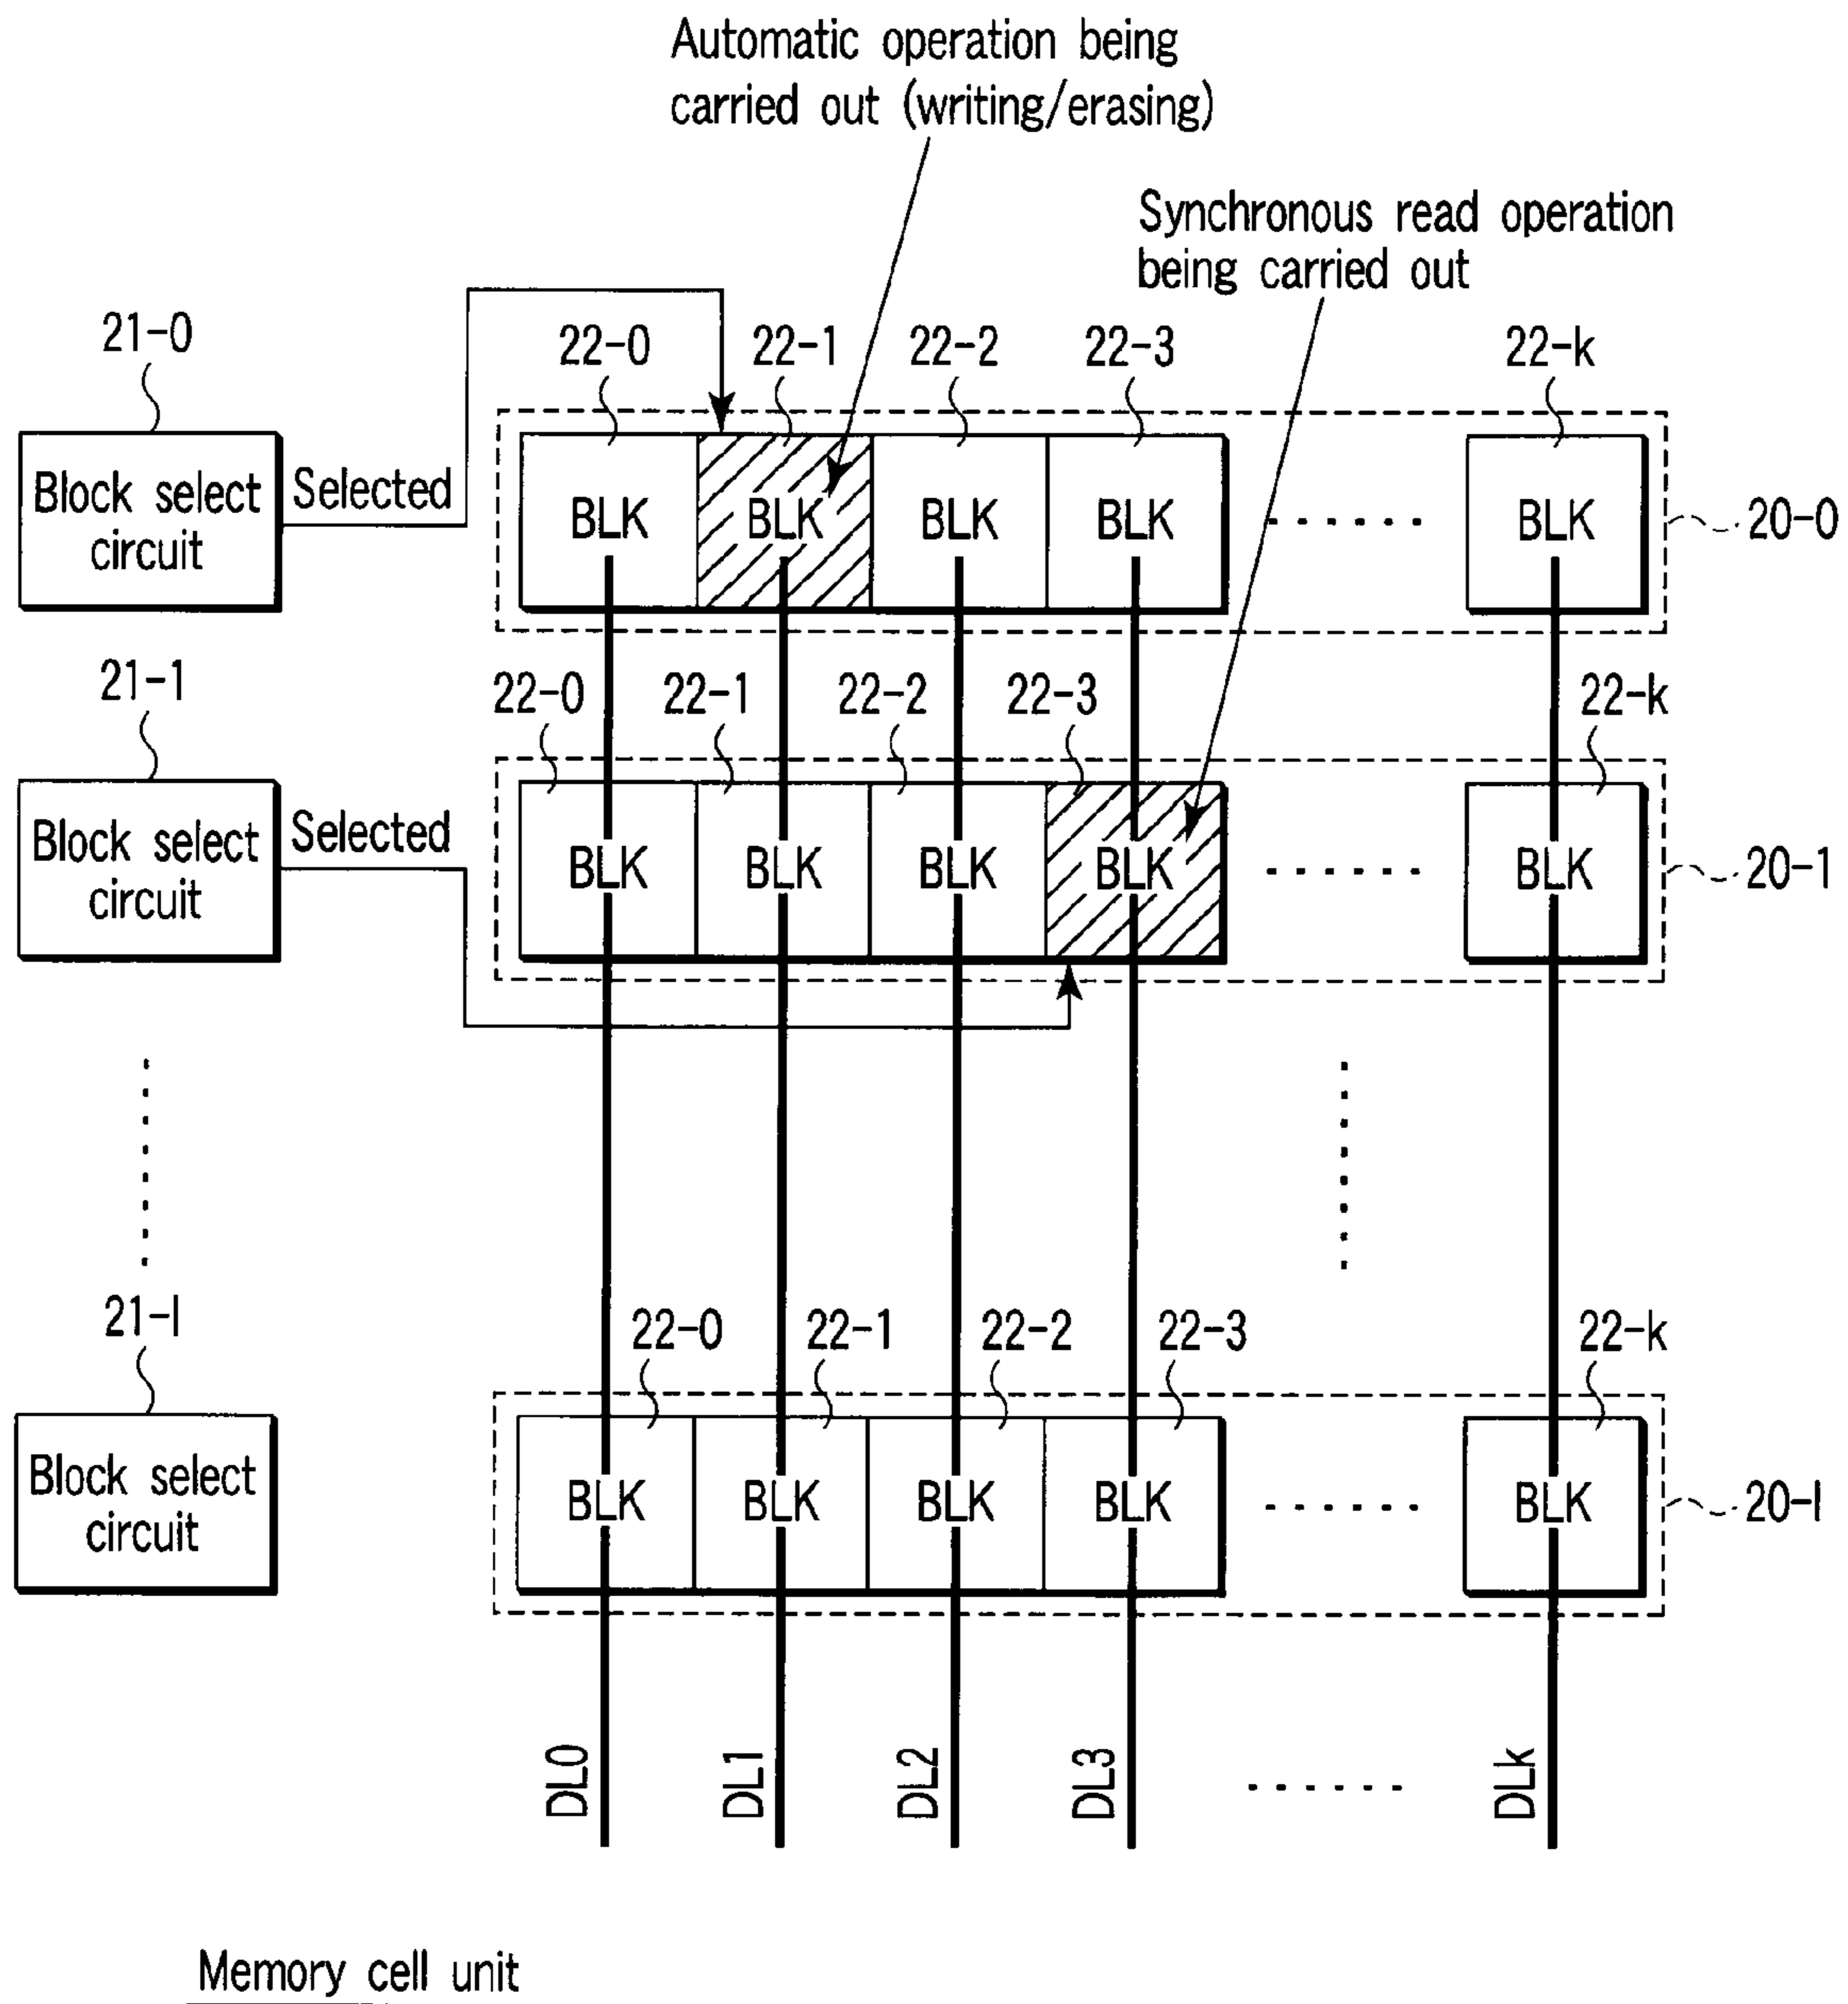 Automatic operation being
carried out (writing/erasing)
Synchronous read operation
being carried out
21-0
22-0
22-1
22-2
22-3
22-k
Block select
circuit
Selected
BLK
BLK
BLK
BLK
BLK
20-0
21-1
22-0
22-1
22-2
22-3
22-k
Block select
circuit
Selected
BLK
BLK
BLK
BLK
BLK
20-1
21-l
22-0
22-1
22-2
22-3
22-k
Block select
circuit
BLK
BLK
BLK
BLK
BLK
20-l
DL0
DL1
DL2
DL3
DLk
Memory cell unit